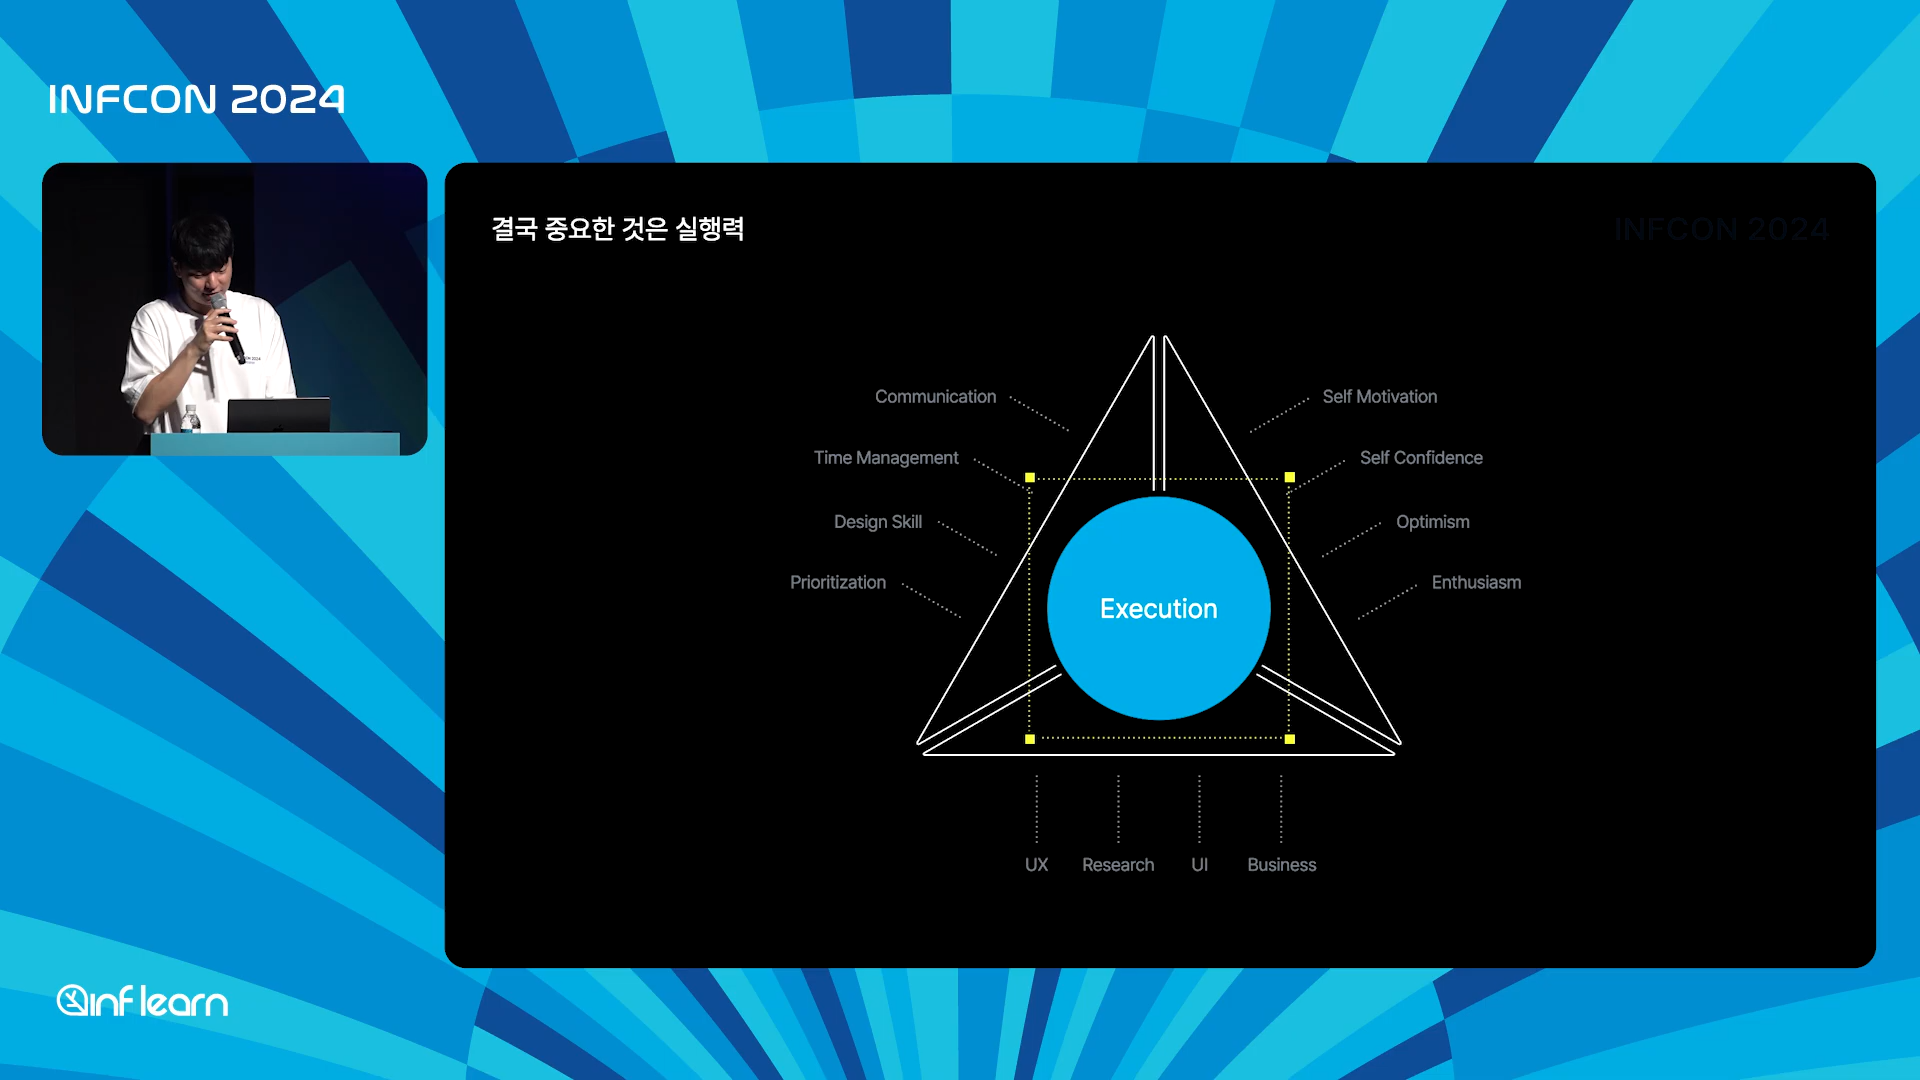 INFCON 2024
결국 중요한 것은 실행력
INFCON 2024
Communication
Self Motivation
Time Management
Self Confidence
Design Skill
Optimism
Prioritization
Enthusiasm
Execution
UX
Research
UI
Business
inflearn